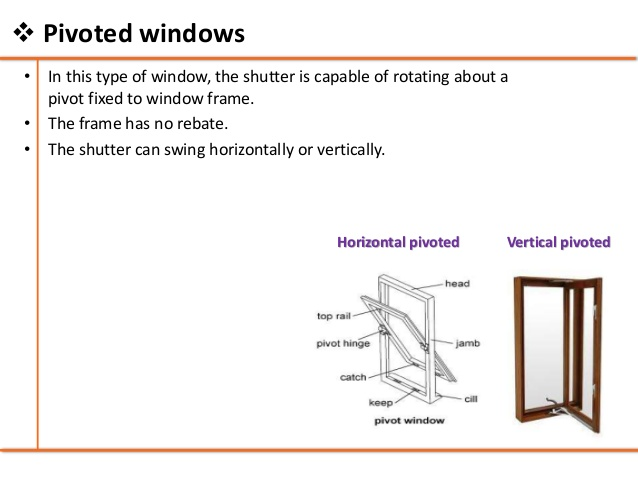 ❖ Pivoted windows
• In this type of window, the shutter is capable of rotating about a
pivot fixed to window frame.
• The frame has no rebate.
• The shutter can swing horizontally or vertically.
Horizontal pivoted
Vertical pivoted
head
top rail
pivot hinge
jamb
catch
keep
cill
pivot window